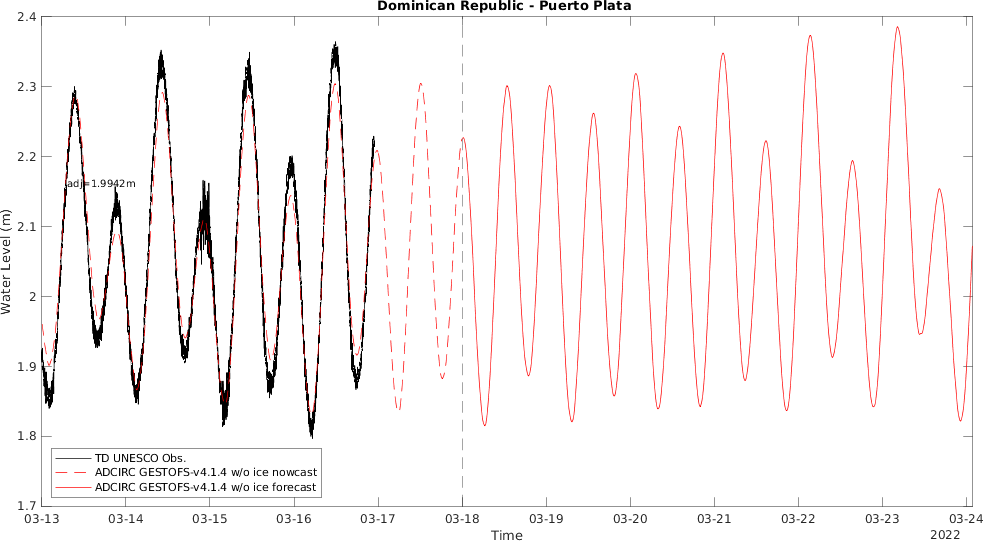 Dominican Republic - Puerto Plata
2.4
2.3
2.2
2.1
2
1.9
1.8
1.7
Water Level (m)
adj=1.9942m
TD UNESCO Obs.
ADCIRC GESTOFS-v4.1.4 w/o ice nowcast
ADCIRC GESTOFS-v4.1.4 w/o ice forecast
03-13 03-14 03-15 03-16 03-17 03-18 03-19 03-20 03-21 03-22 03-23 03-24
Time
2022